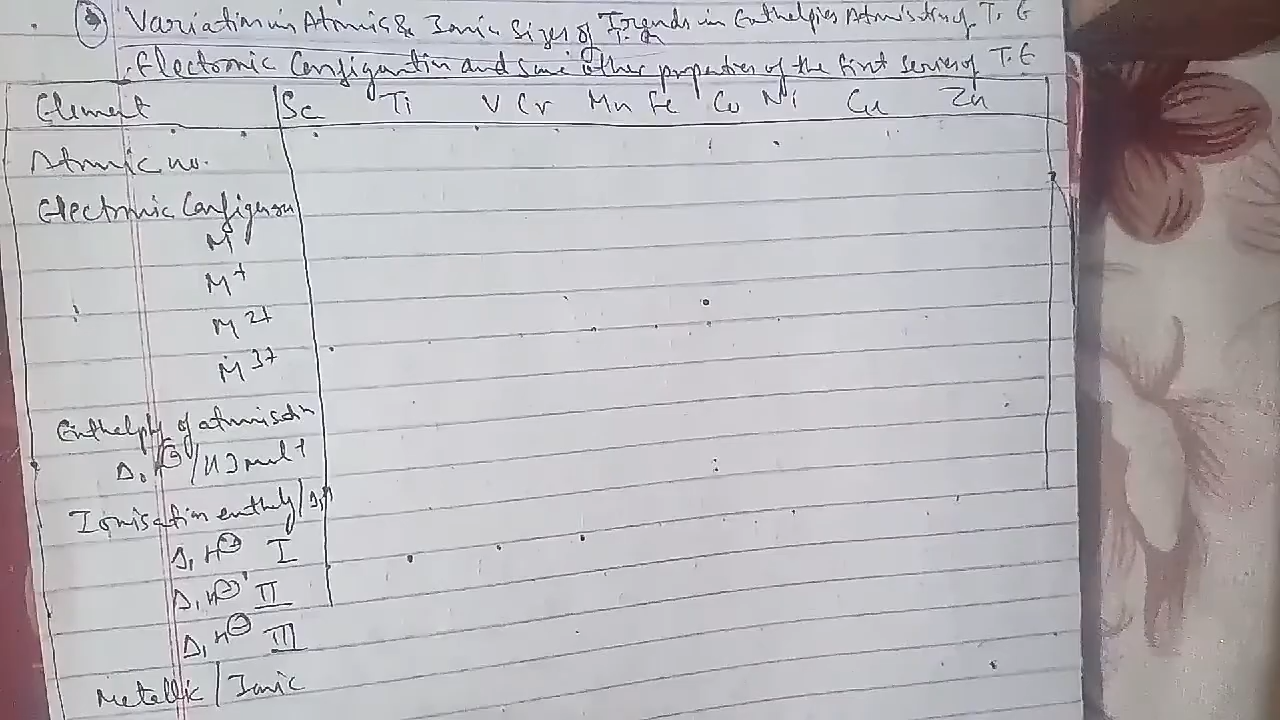 ③ Variation in Atomic & Ionic Sizes of T.E Trends in Enthalpies Atomisation of T. E
Electronic Configuration and some other properties of the first series of T. E
Element Sc Ti V Cr Mn Fe Co Ni Cu Zn
Atomic no.
Electronic Configuration
M
M+
M2+
M3+
Enthalpy of atomisation
/KJ mol-1
Ionisation enthalpy/
ΔiH⊖ I
ΔiH⊖ II
ΔiH⊖ III
Metallic / Ionic